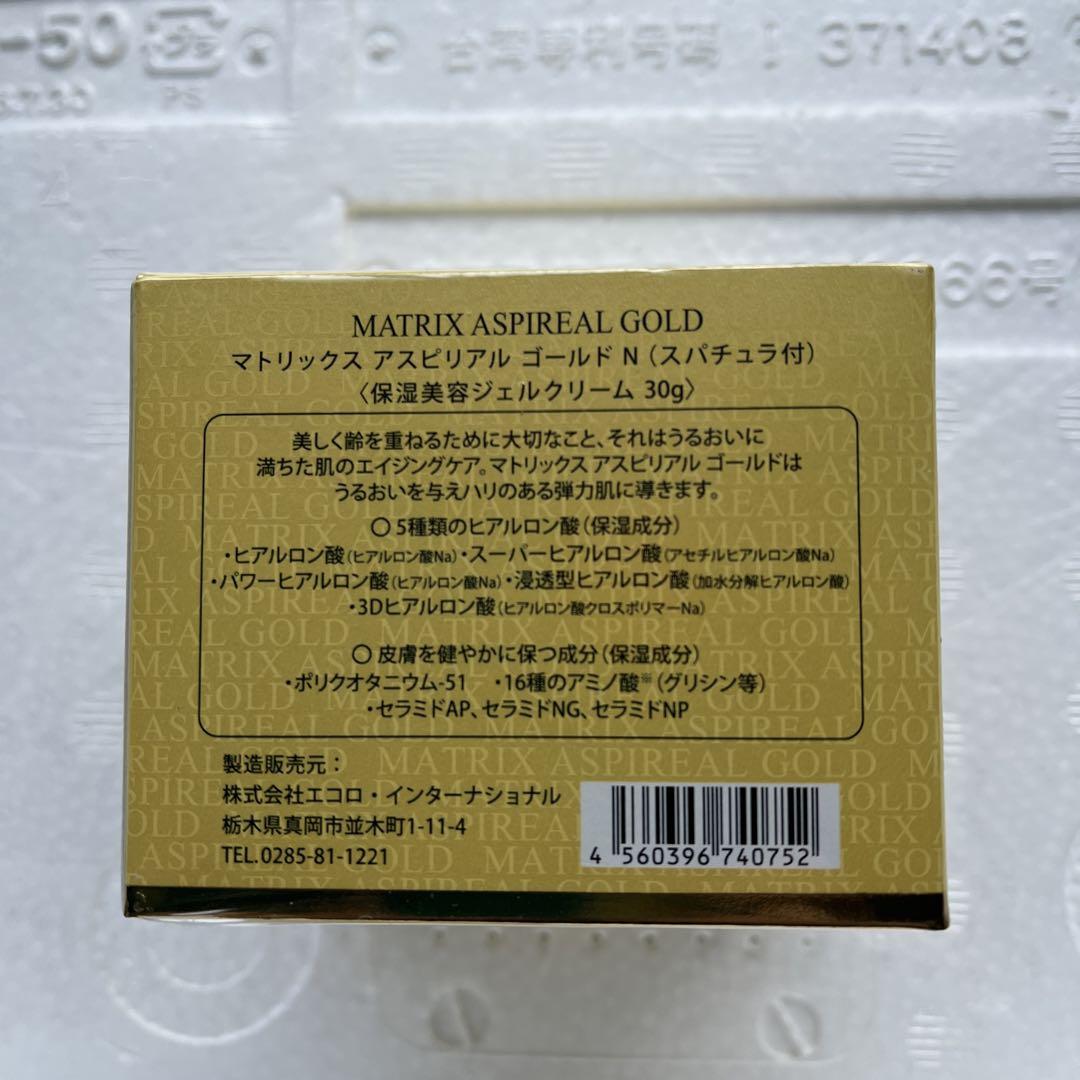 -50
PS
台湾専利号碼 I 371408
66号
MATRIX ASPIREAL GOLD
マトリックス アスピリアル ゴールド N（スパチュラ付）
〈保湿美容ジェルクリーム 30g〉
美しく齢を重ねるために大切なこと、それはうるおいに
満ちた肌のエイジングケア。マトリックス アスピリアル ゴールドは
うるおいを与えハリのある弾力肌に導きます。
○ 5種類のヒアルロン酸（保湿成分）
・ヒアルロン酸（ヒアルロン酸Na）・スーパーヒアルロン酸（アセチルヒアルロン酸Na）
・パワーヒアルロン酸（ヒアルロン酸Na）・浸透型ヒアルロン酸（加水分解ヒアルロン酸）
・3Dヒアルロン酸（ヒアルロン酸クロスポリマーNa）
○ 皮膚を健やかに保つ成分（保湿成分）
・ポリクオタニウム-51　・16種のアミノ酸※（グリシン等）
・セラミドAP、セラミドNG、セラミドNP
製造販売元：
株式会社エコロ・インターナショナル
栃木県真岡市並木町1-11-4
TEL.0285-81-1221
4 560396 740752